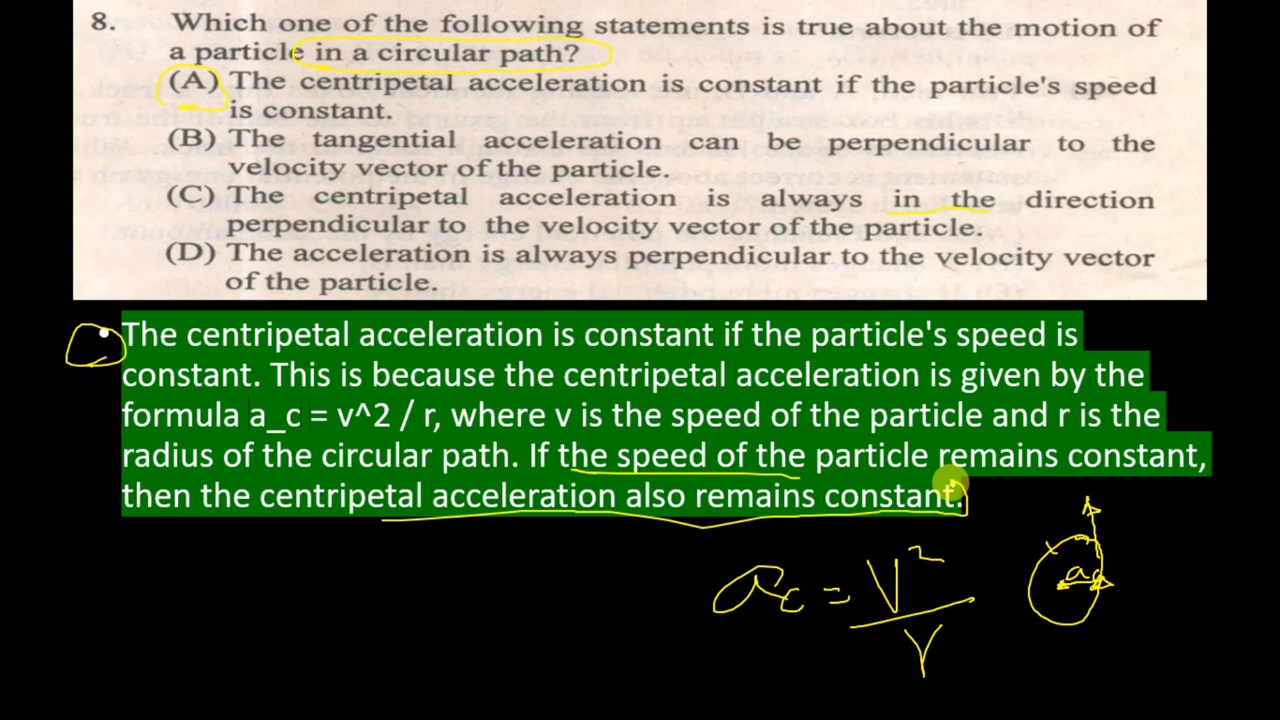 8. Which one of the following statements is true about the motion of
a particle in a circular path?
(A) The centripetal acceleration is constant if the particle's speed
is constant.
(B) The tangential acceleration can be perpendicular to the
velocity vector of the particle.
(C) The centripetal acceleration is always in the direction
perpendicular to the velocity vector of the particle.
(D) The acceleration is always perpendicular to the velocity vector
of the particle.
• The centripetal acceleration is constant if the particle's speed is
constant. This is because the centripetal acceleration is given by the
formula a_c = v^2 / r, where v is the speed of the particle and r is the
radius of the circular path. If the speed of the particle remains constant,
then the centripetal acceleration also remains constant.
ac = V²
r